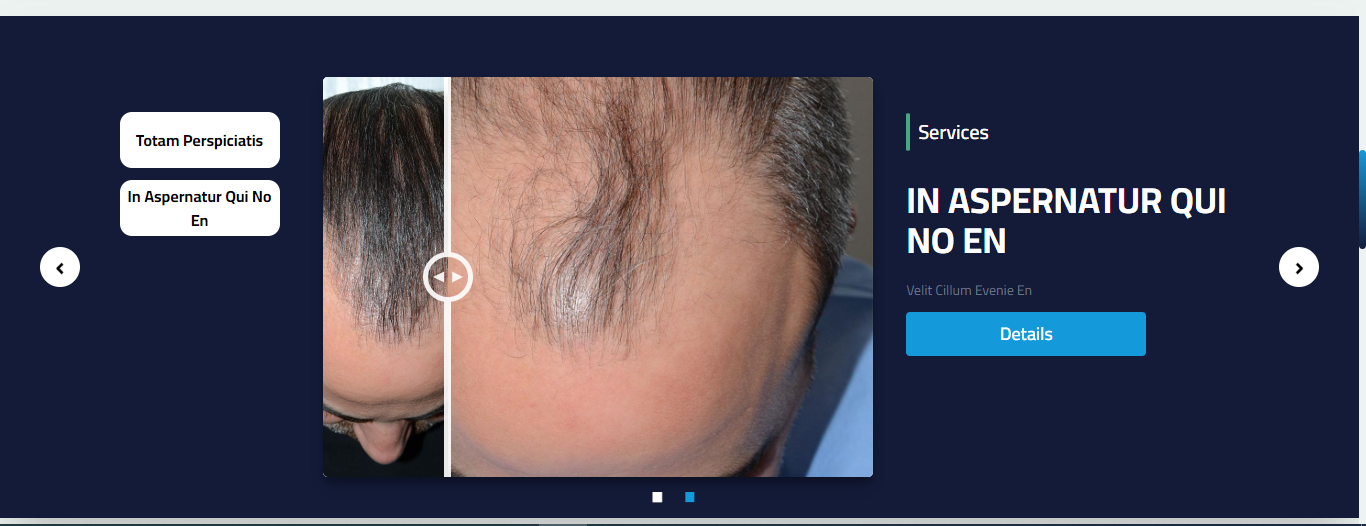 Totam Perspiciatis
In Aspernatur Qui No
En
Services
IN ASPERNATUR QUI
NO EN
Velit Cillum Evenie En
Details